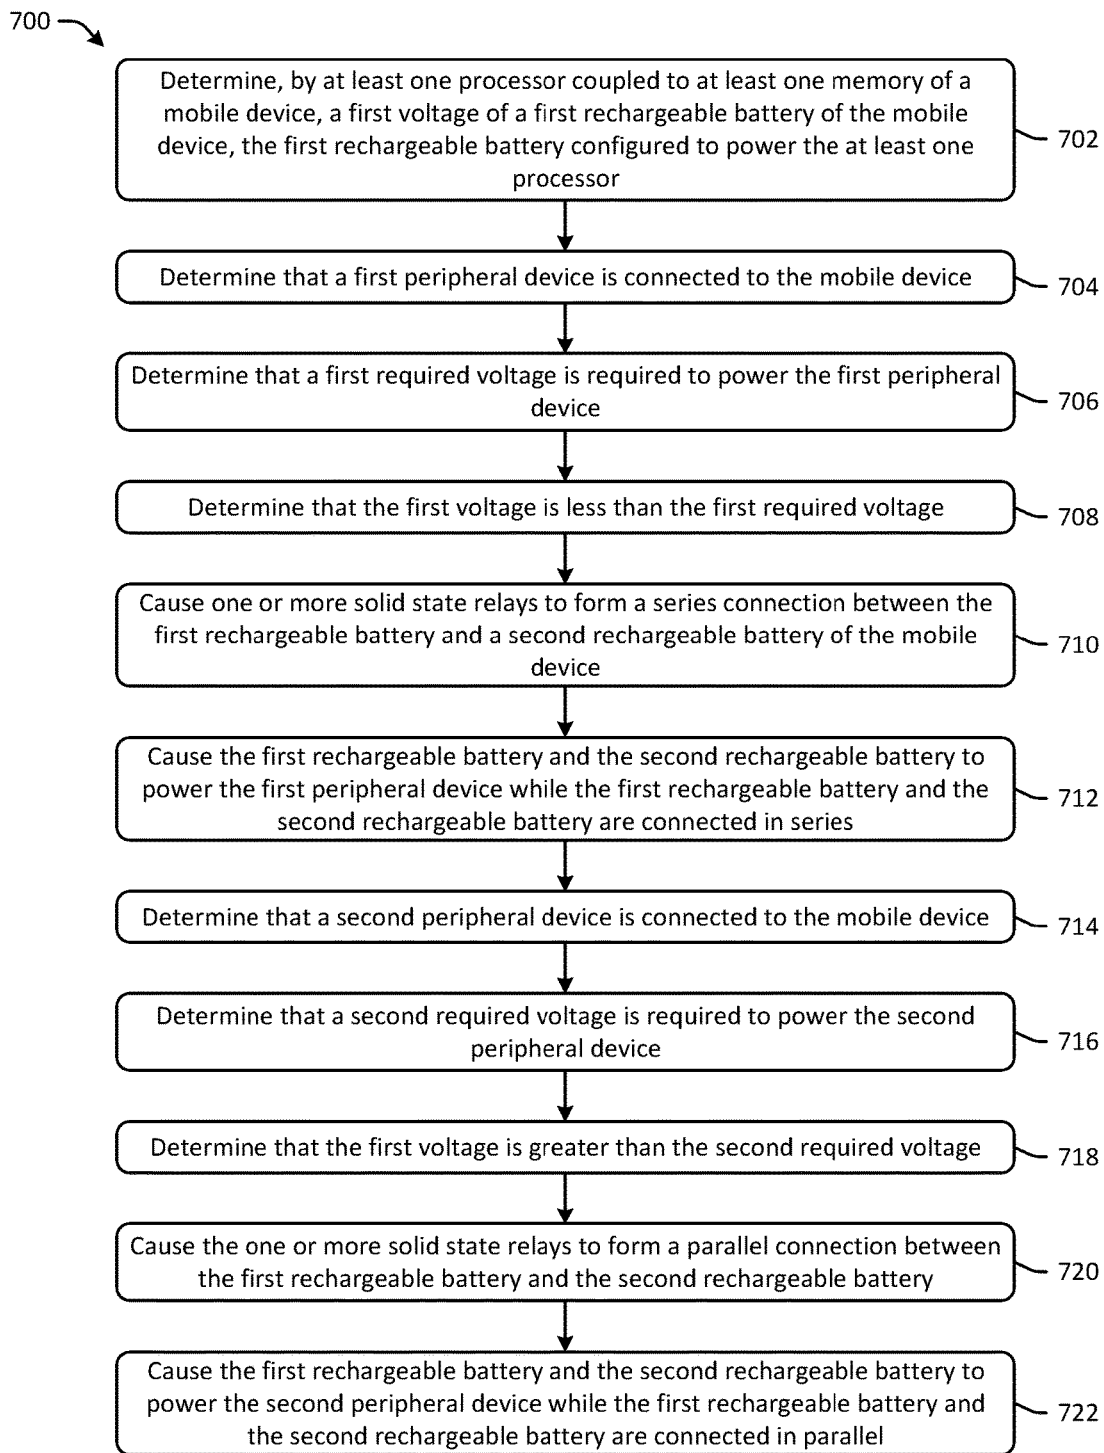 700
Determine, by at least one processor coupled to at least one memory of a
mobile device, a first voltage of a first rechargeable battery of the mobile
device, the first rechargeable battery configured to power the at least one
processor
702
Determine that a first peripheral device is connected to the mobile device
704
Determine that a first required voltage is required to power the first peripheral
device
706
Determine that the first voltage is less than the first required voltage
708
Cause one or more solid state relays to form a series connection between the
first rechargeable battery and a second rechargeable battery of the mobile
device
710
Cause the first rechargeable battery and the second rechargeable battery to
power the first peripheral device while the first rechargeable battery and the
second rechargeable battery are connected in series
712
Determine that a second peripheral device is connected to the mobile device
714
Determine that a second required voltage is required to power the second
peripheral device
716
Determine that the first voltage is greater than the second required voltage
718
Cause the one or more solid state relays to form a parallel connection between
the first rechargeable battery and the second rechargeable battery
720
Cause the first rechargeable battery and the second rechargeable battery to
power the second peripheral device while the first rechargeable battery and
the second rechargeable battery are connected in parallel
722